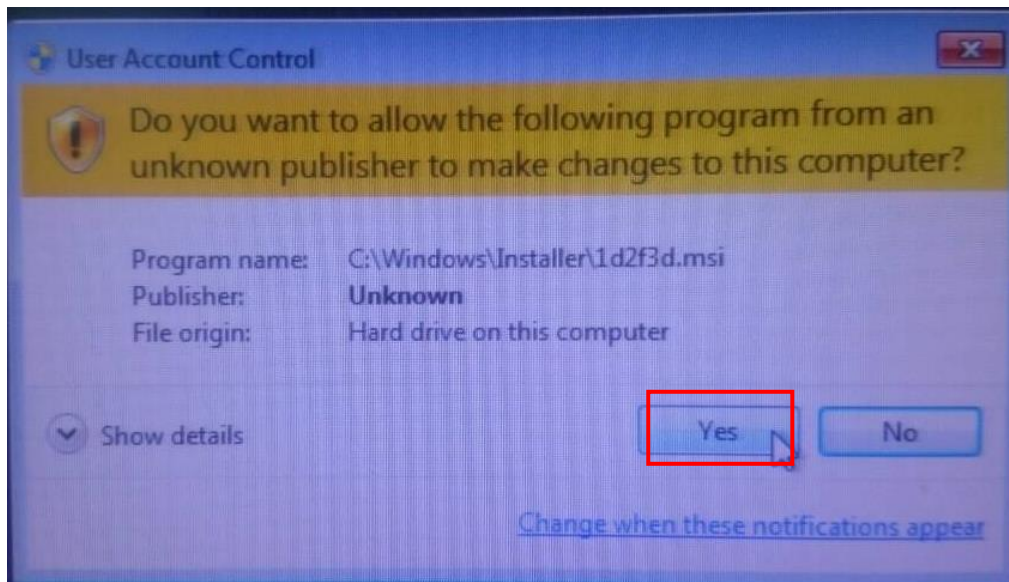 User Account Control
Do you want to allow the following program from an
unknown publisher to make changes to this computer?
Program name: C:\Windows\Installer\1d2f3d.msi
Publisher: Unknown
File origin: Hard drive on this computer
Show details Yes No
Change when these notifications appear